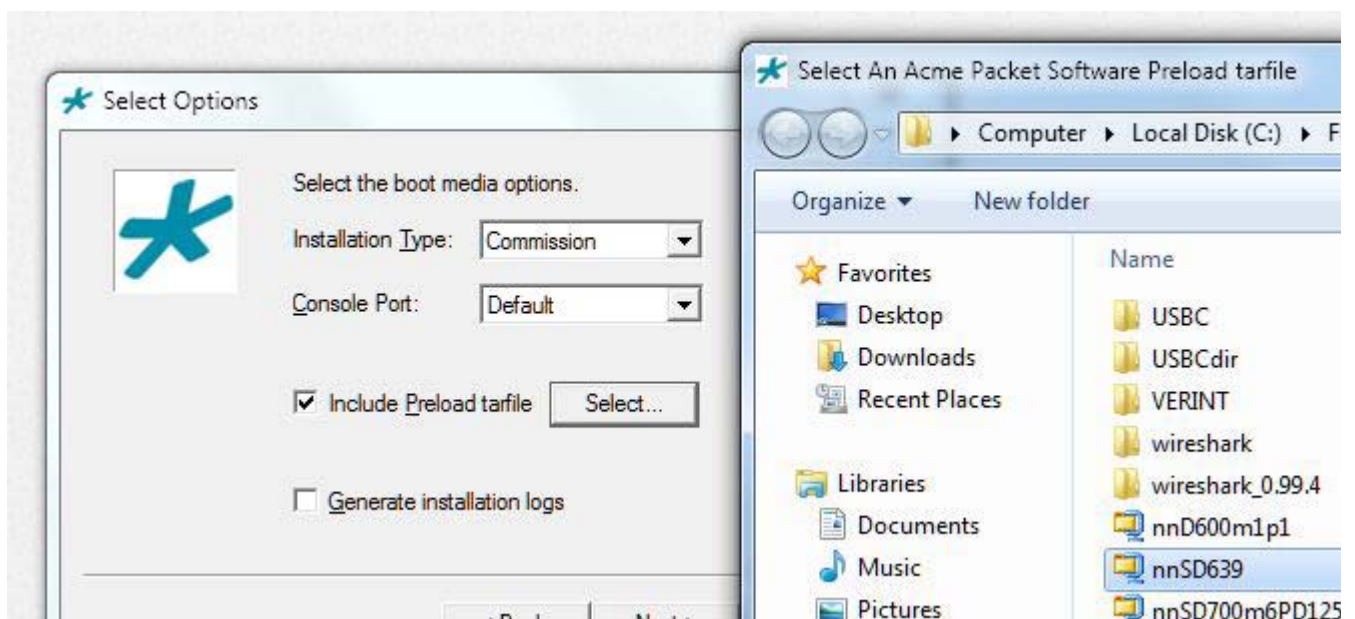 Select Options
Select the boot media options.
Installation Type:
Commission
Console Port:
Default
Include Preload tarfile
Select...
Generate installation logs
Select An Acme Packet Software Preload tarfile
Computer
Local Disk (C:)
F
Organize
New folder
Favorites
Desktop
Downloads
Recent Places
Libraries
Documents
Music
Pictures
Name
USBC
USBCdir
VERINT
wireshark
wireshark_0.99.4
nnD600m1p1
nnSD639
nnSD700m6PD125